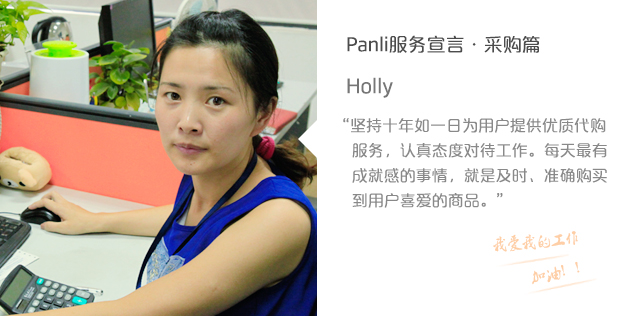 Panli服务宣言·采购篇
Holly
“坚持十年如一日为用户提供优质代购
服务，认真态度对待工作。每天最有
成就感的事情，就是及时、准确购买
到用户喜爱的商品。”
我爱我的工作
加油！！